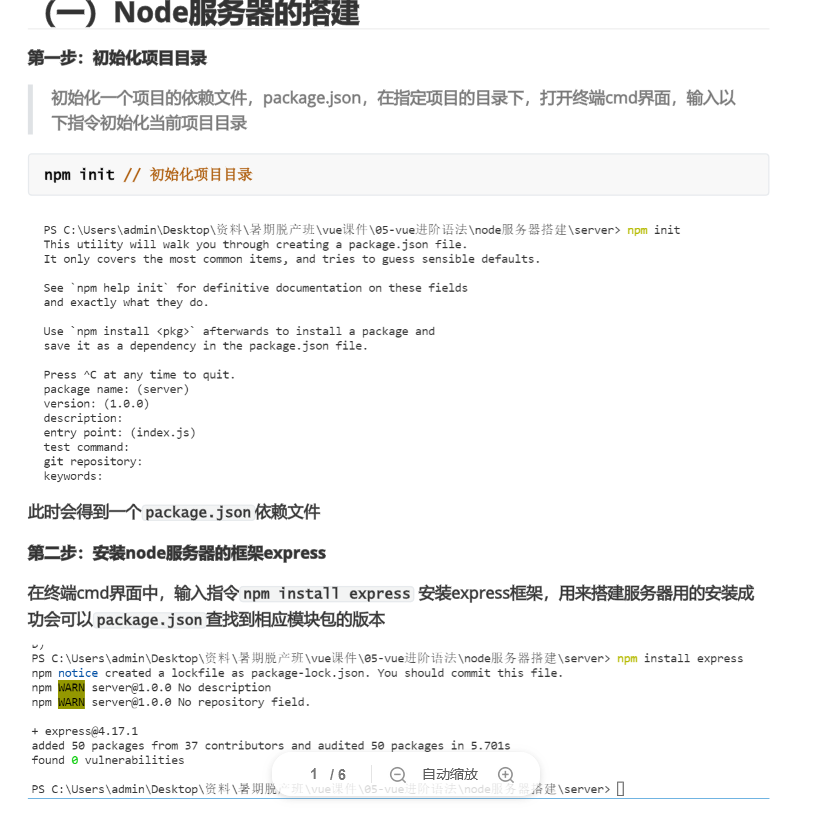 （一）Node服务器的搭建
第一步：初始化项目目录
初始化一个项目的依赖文件，package.json，在指定项目的目录下，打开终端cmd界面，输入以
下指令初始化当前项目目录
npm init // 初始化项目目录
PS C:\Users\admin\Desktop\资料\暑期脱产班\vue课件\05-vue进阶语法\node服务器搭建\server> npm init
This utility will walk you through creating a package.json file.
It only covers the most common items, and tries to guess sensible defaults.
See `npm help init` for definitive documentation on these fields
and exactly what they do.
Use `npm install <pkg>` afterwards to install a package and
save it as a dependency in the package.json file.
Press ^C at any time to quit.
package name: (server)
version: (1.0.0)
description:
entry point: (index.js)
test command:
git repository:
keywords:
此时会得到一个package.json依赖文件
第二步：安装node服务器的框架express
在终端cmd界面中，输入指令npm install express 安装express框架，用来搭建服务器用的安装成
功会可以package.json查找到相应模块包的版本
PS C:\Users\admin\Desktop\资料\暑期脱产班\vue课件\05-vue进阶语法\node服务器搭建\server> npm install express
npm notice created a lockfile as package-lock.json. You should commit this file.
npm WARN server@1.0.0 No description
npm WARN server@1.0.0 No repository field.
+ express@4.17.1
added 50 packages from 37 contributors and audited 50 packages in 5.701s
found 0 vulnerabilities
1 / 6 自动缩放
PS C:\Users\admin\Desktop\资料\暑期脱产班\vue课件\05-vue进阶语法\node服务器搭建\server>